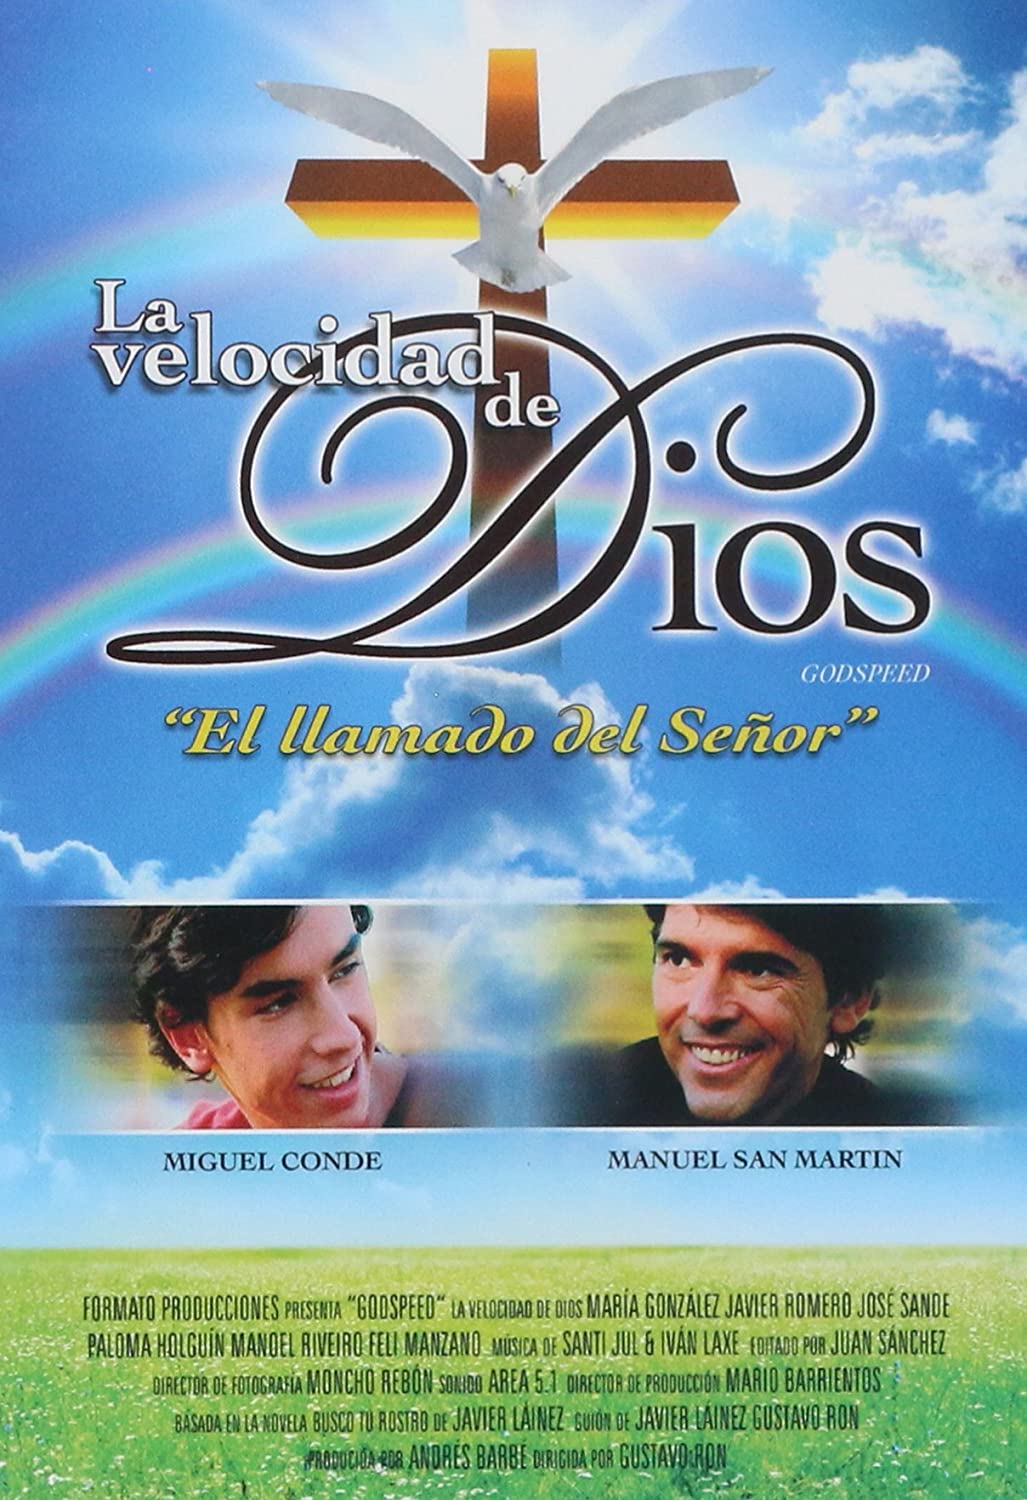 La
velocidad
de
Dios
GODSPEED
“El llamado del Señor”
MIGUEL CONDE
MANUEL SAN MARTIN
FORMATO PRODUCCIONES PRESENTA "GODSPEED" LA VELOCIDAD DE DIOS MARÍA GONZÁLEZ JAVIER ROMERO JOSÉ SANDE
PALOMA HOLGUÍN MANOEL RIVEIRO FELI MANZANO MÚSICA DE SANTI JUL & IVÁN LAXE EDITADO POR JUAN SÁNCHEZ
DIRECTOR DE FOTOGRAFÍA MONCHO REBÓN SONIDO AREA 5.1 DIRECTOR DE PRODUCCIÓN MARIO BARRIENTOS
BASADA EN LA NOVELA BUSCO TU ROSTRO DE JAVIER LÁINEZ GUIÓN DE JAVIER LÁINEZ GUSTAVO RON
PRODUCIDA POR ANDRÉS BARBÉ DIRIGIDA POR GUSTAVO RON